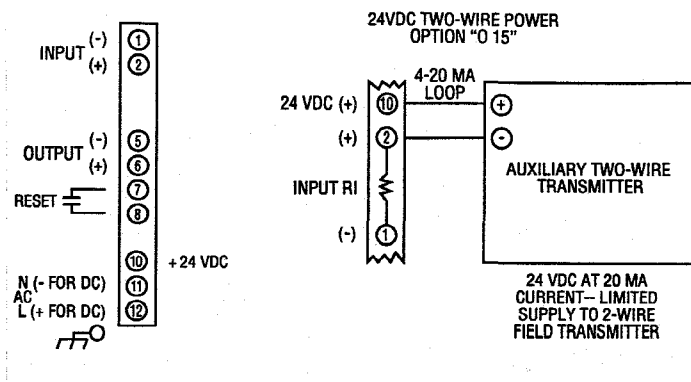 INPUT
(-) 1
(+) 2
OUTPUT
(-) 5
(+) 6
RESET
7
8
10 +24 VDC
N (- FOR DC) 11
AC
L (+ FOR DC) 12
24VDC TWO-WIRE POWER
OPTION "O 15"
4-20 MA
LOOP
24 VDC (+) 10 +
(+) 2 -
INPUT RI
(-) 1
AUXILIARY TWO-WIRE
TRANSMITTER
24 VDC AT 20 MA
CURRENT-- LIMITED
SUPPLY TO 2-WIRE
FIELD TRANSMITTER